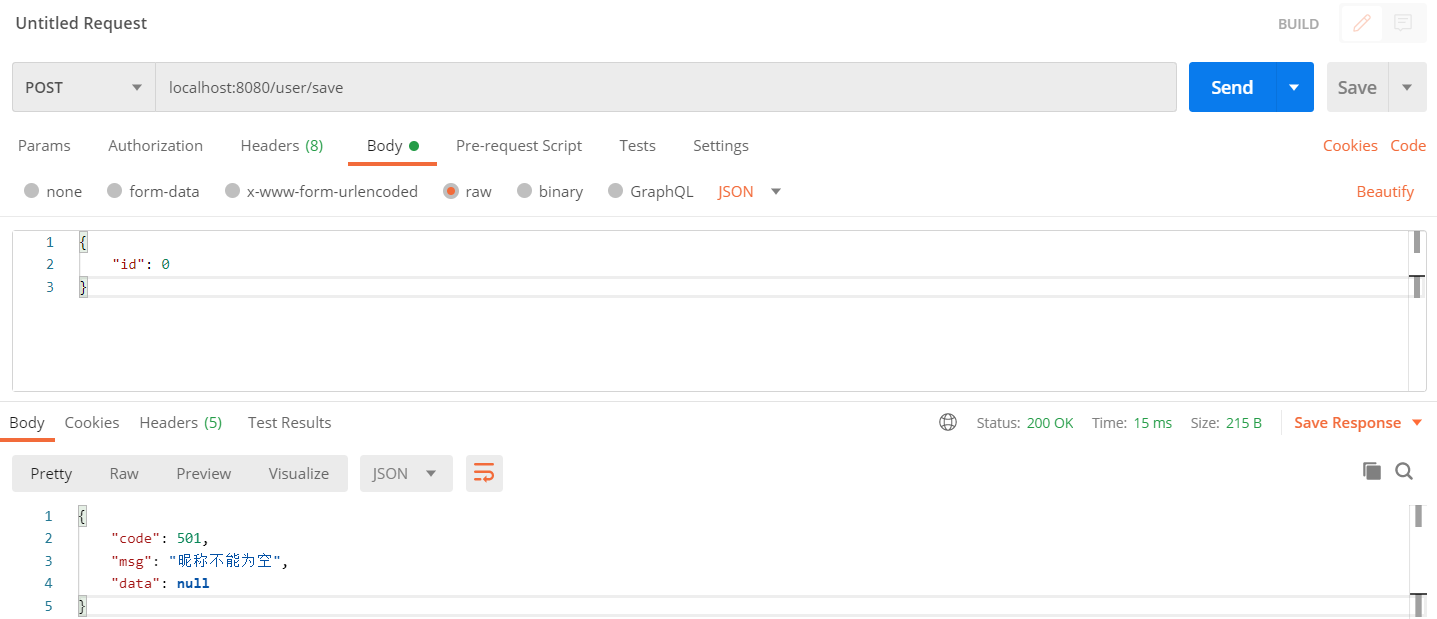 Untitled Request BUILD
POST localhost:8080/user/save Send Save
Params Authorization Headers (8) Body Pre-request Script Tests Settings Cookies Code
none form-data x-www-form-urlencoded raw binary GraphQL JSON Beautify
1 {
2 "id": 0
3 }
Body Cookies Headers (5) Test Results Status: 200 OK Time: 15 ms Size: 215 B Save Response
Pretty Raw Preview Visualize JSON
1 {
2 "code": 501,
3 "msg": "昵称不能为空",
4 "data": null
5 }